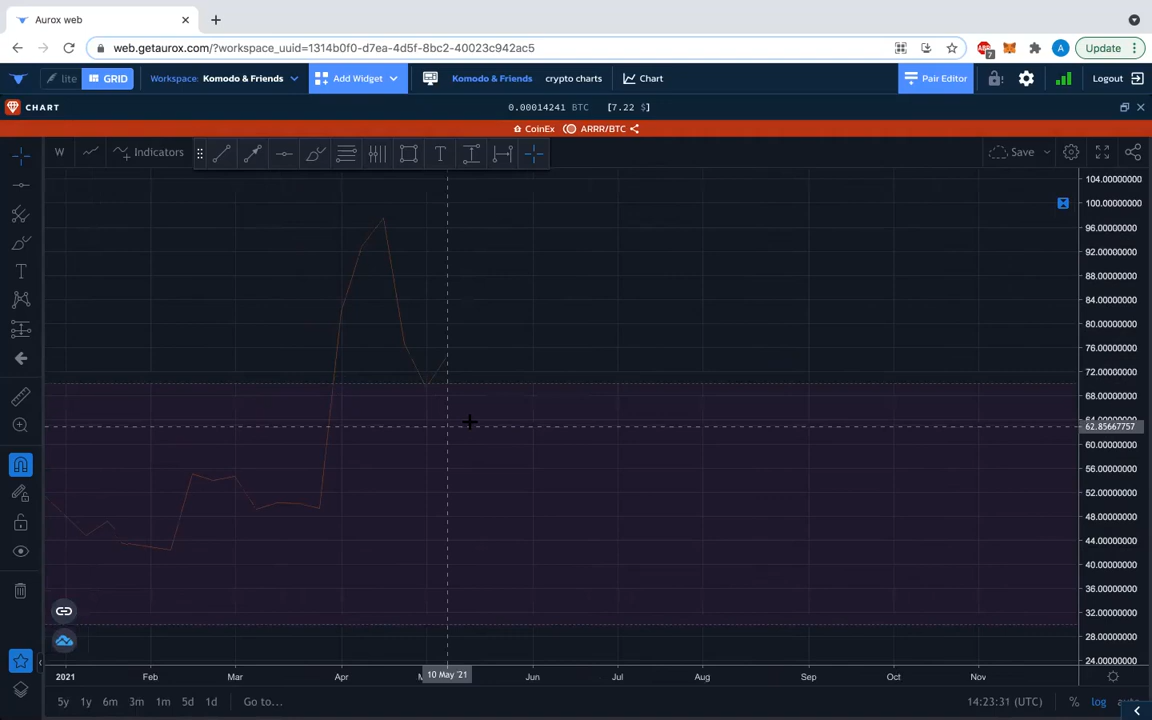 Aurox web
web.getaurox.com/?workspace_uuid=1314b0f0-d7ea-4d5f-8bc2-40023c942ac5
7
A
Update
lite
GRID
Workspace: Komodo & Friends
Add Widget
Komodo & Friends
crypto charts
Chart
Pair Editor
Logout
CHART
0.00014241 BTC [7.22 $]
CoinEx ARRR/BTC
W
Indicators
T
Save
104.00000000
100.00000000
96.00000000
92.00000000
88.00000000
84.00000000
80.00000000
76.00000000
72.00000000
68.00000000
62.85667757
60.00000000
56.00000000
52.00000000
48.00000000
44.00000000
40.00000000
36.00000000
32.00000000
28.00000000
24.00000000
2021 Feb Mar Apr 10 May '21 Jun Jul Aug Sep Oct Nov
5y 1y 6m 3m 1m 5d 1d Go to...
14:23:31 (UTC) % log auto